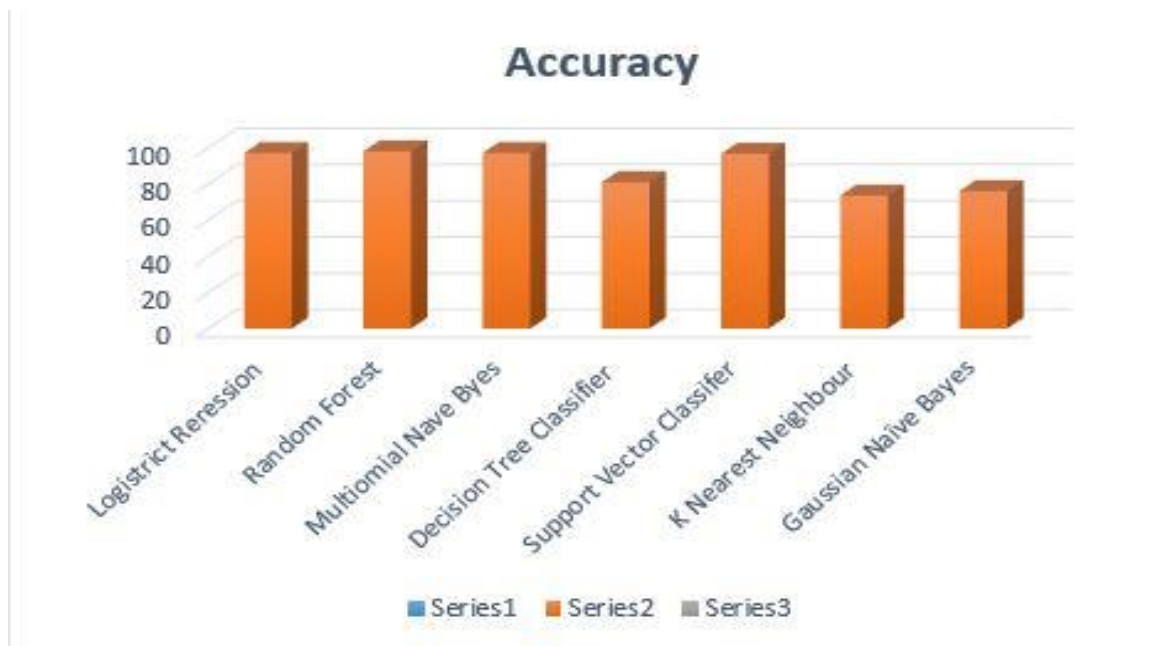 Accuracy
100
80
60
40
20
0
Logistrict Reression
Random Forest
Multiomial Nave Byes
Decision Tree Classifier
Support Vector Classifer
K Nearest Neighbour
Gaussian Naïve Bayes
Series1 Series2 Series3